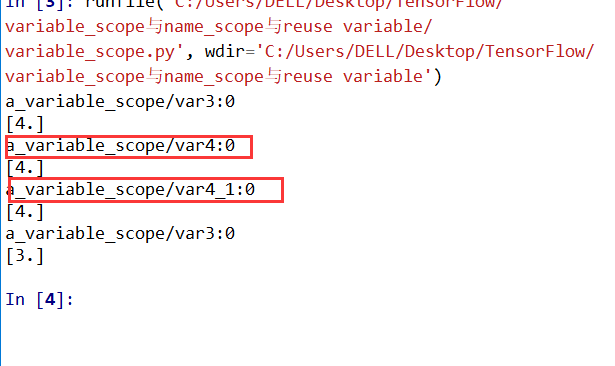 In [3]: runfile('C:/Users/DELL/Desktop/TensorFlow/
variable_scope与name_scope与reuse variable/
variable_scope.py', wdir='C:/Users/DELL/Desktop/TensorFlow/
variable_scope与name_scope与reuse variable')
a_variable_scope/var3:0
[4.]
a_variable_scope/var4:0
[4.]
a_variable_scope/var4_1:0
[4.]
a_variable_scope/var3:0
[3.]
In [4]: